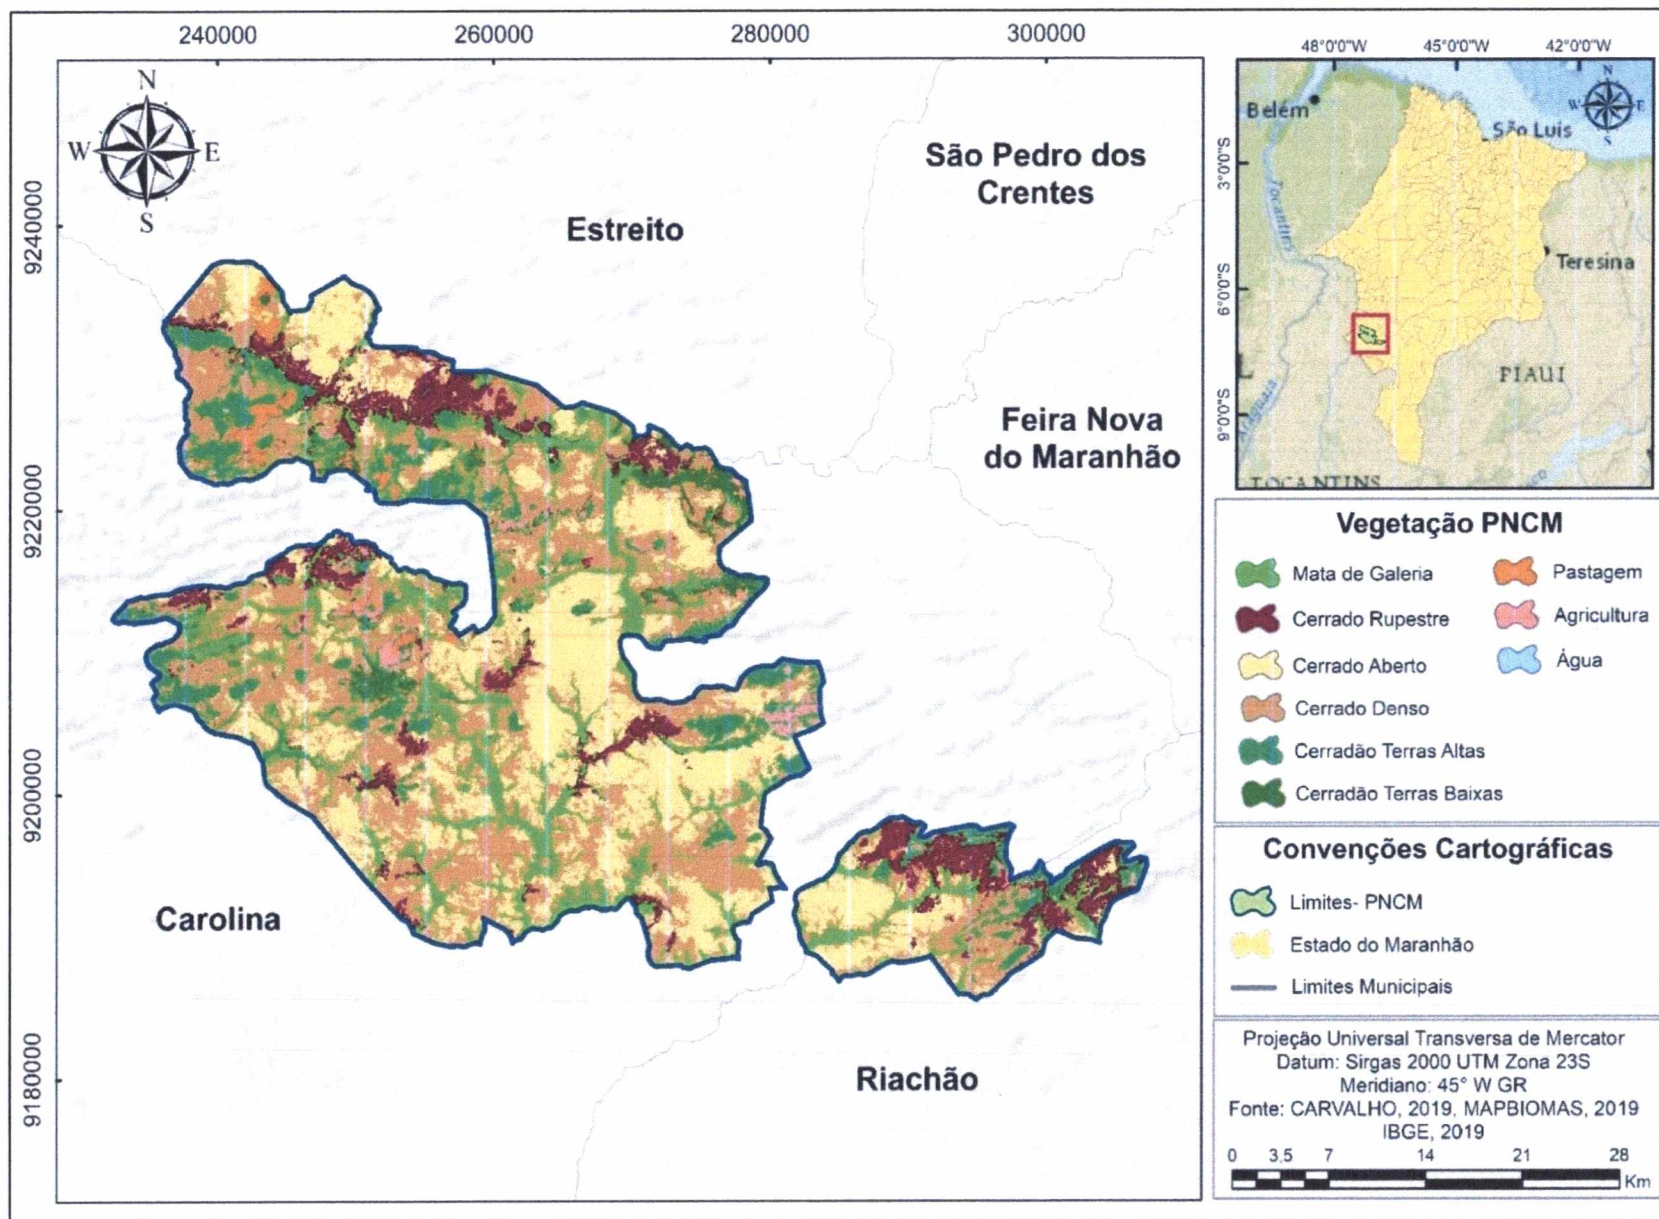 240000
260000
280000
300000
9240000
9220000
9200000
9180000
N
W
E
S
São Pedro dos
Crentes
Estreito
Feira Nova
do Maranhão
Carolina
Riachão
48°0'0"W
45°0'0"W
42°0'0"W
3°0'0"S
6°0'0"S
9°0'0"S
N
W
E
S
Belém
São Luis
Tocantins
Teresina
PIAUI
Araguaia
TOCANTINS
Vegetação PNCM
Mata de Galeria
Cerrado Rupestre
Cerrado Aberto
Cerrado Denso
Cerradão Terras Altas
Cerradão Terras Baixas
Pastagem
Agricultura
Água
Convenções Cartográficas
Limites- PNCM
Estado do Maranhão
Limites Municipais
Projeção Universal Transversa de Mercator
Datum: Sirgas 2000 UTM Zona 23S
Meridiano: 45° W GR
Fonte: CARVALHO, 2019, MAPBIOMAS, 2019
IBGE, 2019
0 3,5 7 14 21 28
Km